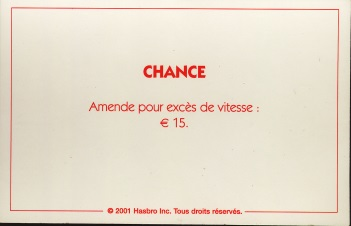 CHANCE
Amende pour excès de vitesse :
€ 15.
© 2001 Hasbro Inc. Tous droits réservés.